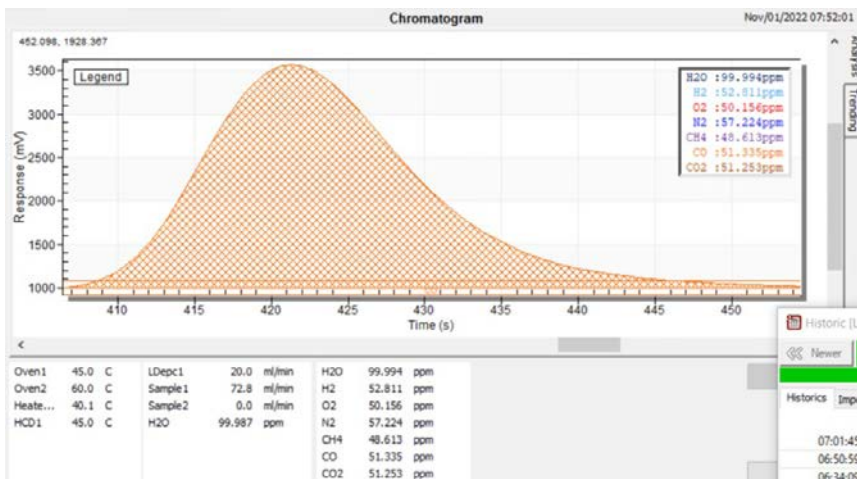 Chromatogram
Nov/01/2022 07:52:01
462.098, 1928.367
Legend
H2O :99.994ppm
H2 :52.811ppm
O2 :50.156ppm
N2 :57.224ppm
CH4 :48.613ppm
CO :51.335ppm
CO2 :51.253ppm
Analysis
Trending
Response (mV)
3500
3000
2500
2000
1500
1000
410 415 420 425 430 435 440 445 450
Time (s)
Historic [L
Newer
Historics Impo
07:01:45
06:50:59
06:34:09
Oven1 45.0 C LDepc1 20.0 ml/min H2O 99.994 ppm
Oven2 60.0 C Sample1 72.8 ml/min H2 52.811 ppm
Heate... 40.1 C Sample2 0.0 ml/min O2 50.156 ppm
HCD1 45.0 C H2O 99.987 ppm N2 57.224 ppm
CH4 48.613 ppm
CO 51.335 ppm
CO2 51.253 ppm